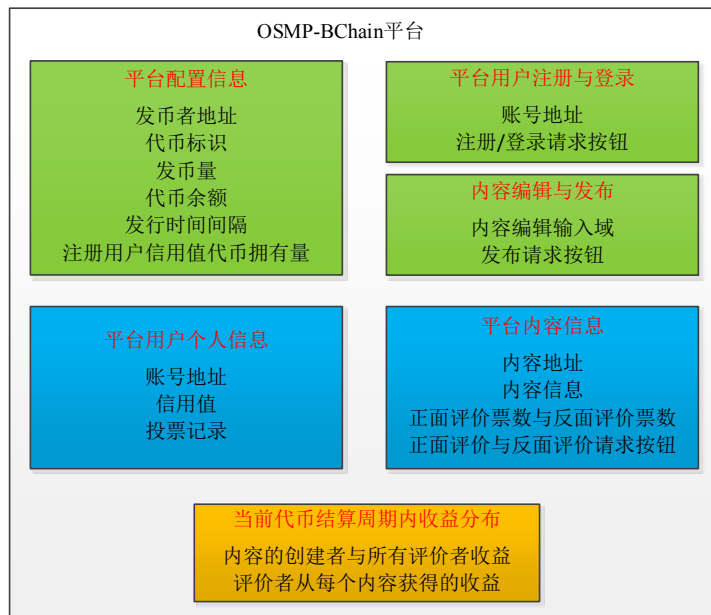 OSMP-BChain平台
平台配置信息
发币者地址
代币标识
发币量
代币余额
发行时间间隔
注册用户信用值代币拥有量
平台用户注册与登录
账号地址
注册/登录请求按钮
内容编辑与发布
内容编辑输入域
发布请求按钮
平台用户个人信息
账号地址
信用值
投票记录
平台内容信息
内容地址
内容信息
正面评价票数与反面评价票数
正面评价与反面评价请求按钮
当前代币结算周期内收益分布
内容的创建者与所有评价者收益
评价者从每个内容获得的收益